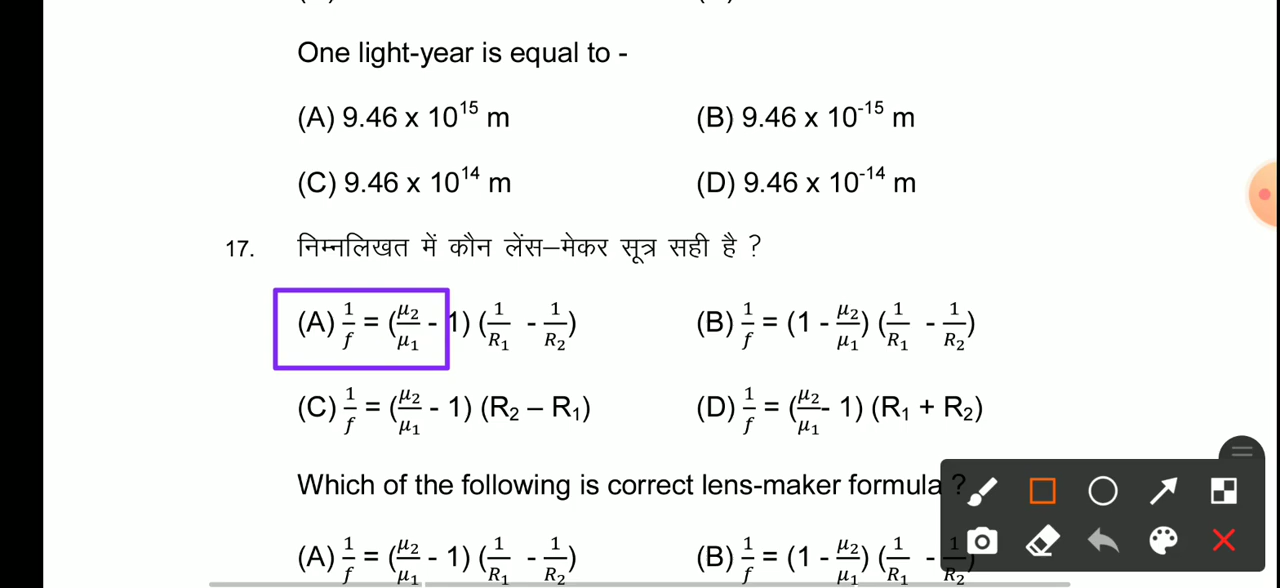 One light-year is equal to -
(A) 9.46 x 10¹⁵ m (B) 9.46 x 10⁻¹⁵ m
(C) 9.46 x 10¹⁴ m (D) 9.46 x 10⁻¹⁴ m
17. निम्नलिखत में कौन लेंस–मेकर सूत्र सही है ?
(A) 1/f = (μ₂/μ₁ - 1) (1/R₁ - 1/R₂) (B) 1/f = (1 - μ₂/μ₁) (1/R₁ - 1/R₂)
(C) 1/f = (μ₂/μ₁ - 1) (R₂ – R₁) (D) 1/f = (μ₂/μ₁ - 1) (R₁ + R₂)
Which of the following is correct lens-maker formula ?
(A) 1/f = (μ₂/μ₁ - 1) (1/R₁ - 1/R₂) (B) 1/f = (1 - μ₂/μ₁) (1/R₁ - 1/R₂)